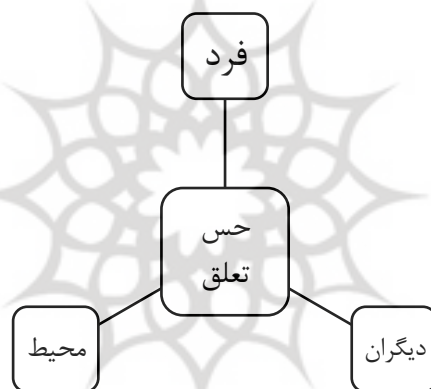 فرد
حس
تعلق
دیگران
محیط